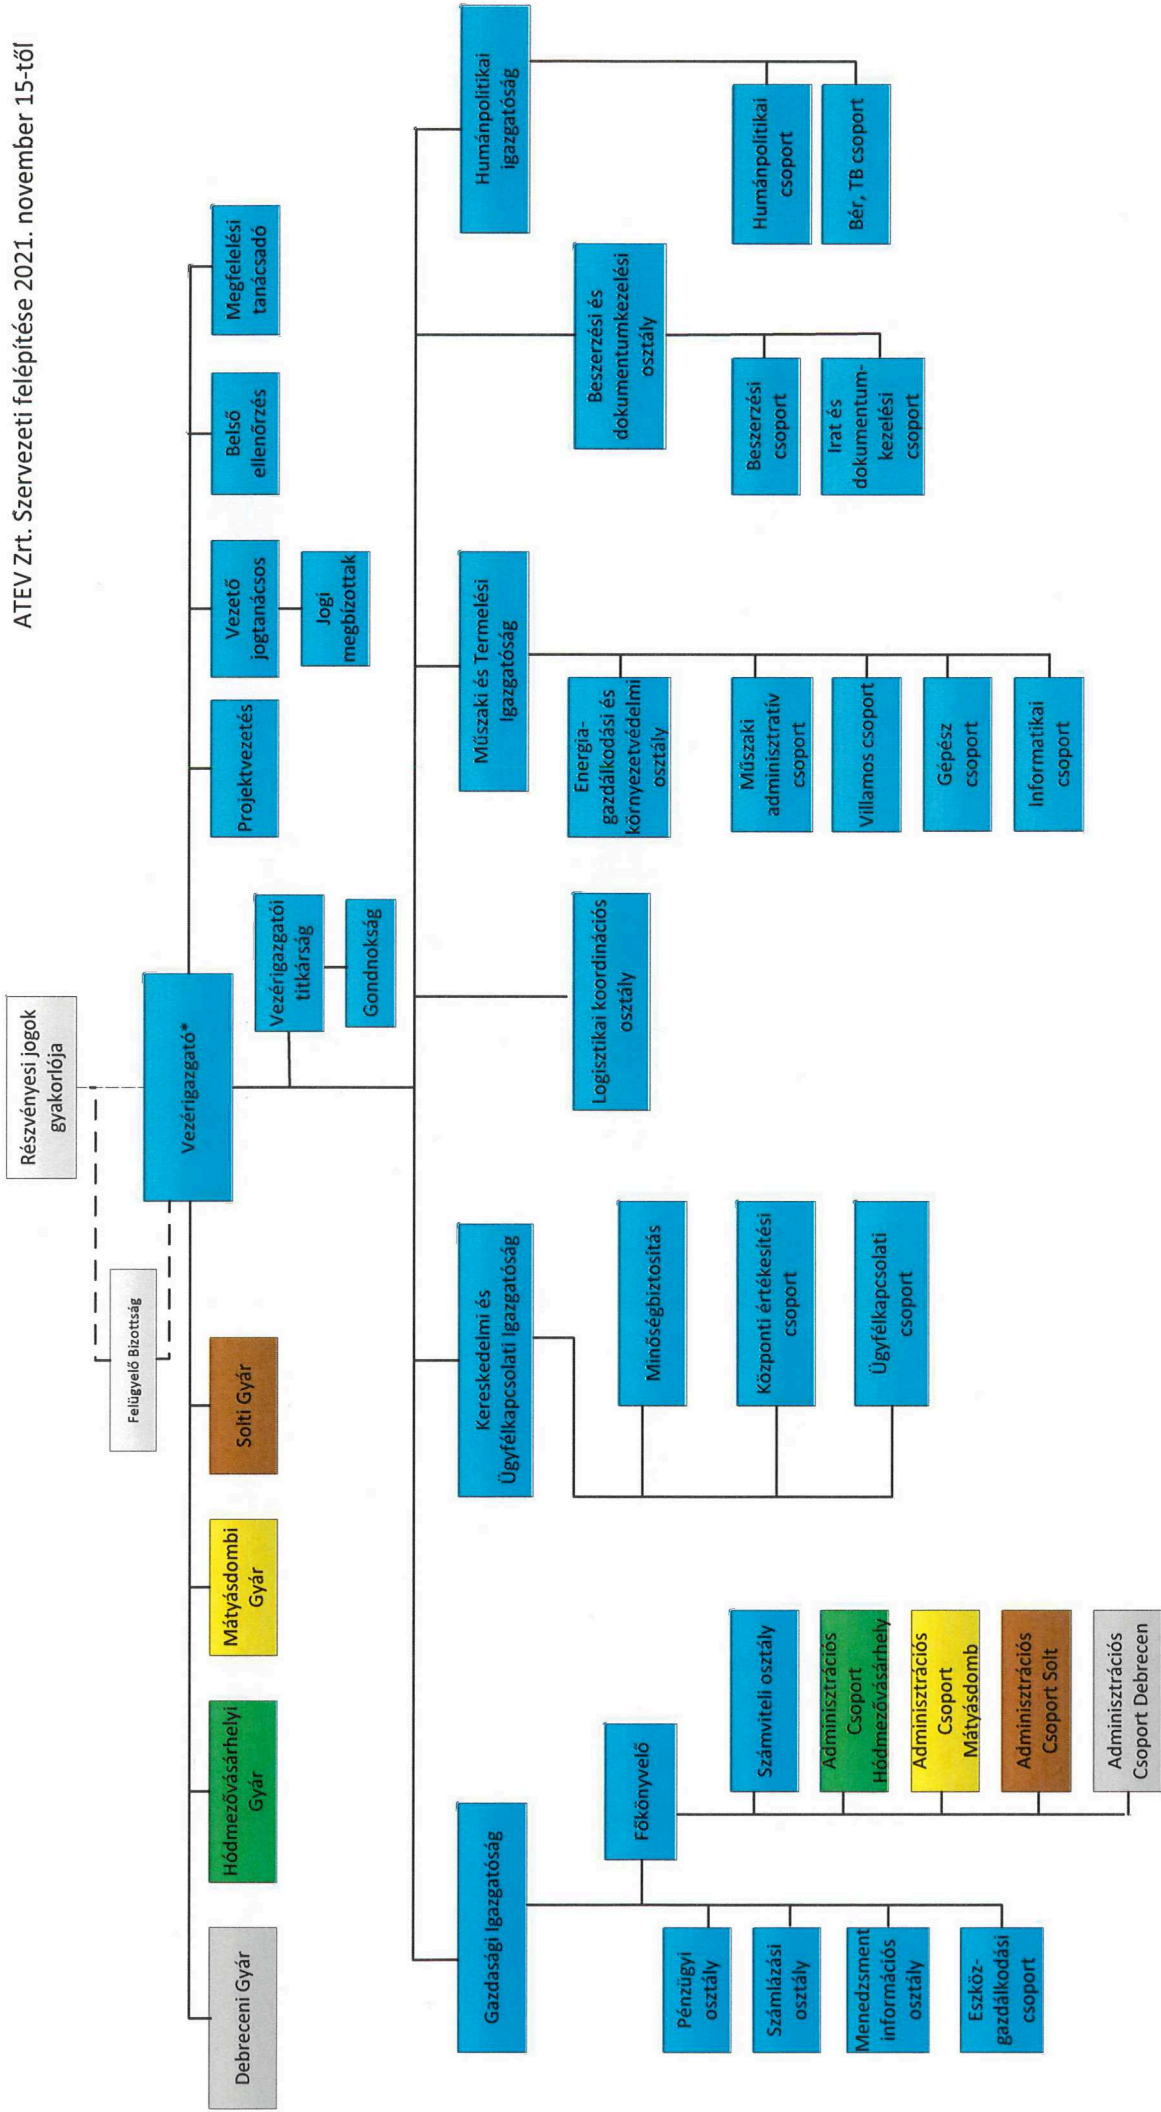 ATEV Zrt. Szervezeti felépítése 2021. november 15-től
Részvényesi jogok
gyakorlója
Felügyelő Bizottság
Vezérigazgató*
Debreceni Gyár
Hódmezővásárhelyi
Gyár
Mátyásdombi
Gyár
Solti Gyár
Projektvezetés
Vezető
jogtanácsos
Jogi
megbízottak
Belső
ellenőrzés
Megfelelési
tanácsadó
Vezérigazgatói
titkárság
Gondnokság
Gazdasági Igazgatóság
Főkönyvelő
Pénzügyi
osztály
Számlázási
osztály
Menedzsment
információs
osztály
Eszköz-
gazdálkodási
csoport
Számviteli osztály
Adminisztrációs
Csoport
Hódmezővásárhely
Adminisztrációs
Csoport
Mátyásdomb
Adminisztrációs
Csoport Solt
Adminisztrációs
Csoport Debrecen
Kereskedelmi és
Ügyfélkapcsolati Igazgatóság
Minőségbiztosítás
Központi értékesítési
csoport
Ügyfélkapcsolati
csoport
Logisztikai koordinációs
osztály
Műszaki és Termelési
Igazgatóság
Energia-
gazdálkodási és
környezetvédelmi
osztály
Műszaki
adminisztratív
csoport
Villamos csoport
Gépész
csoport
Informatikai
csoport
Beszerzési és
dokumentumkezelési
osztály
Beszerzési
csoport
Irat és
dokumentum-
kezelési
csoport
Humánpolitikai
igazgatóság
Humánpolitikai
csoport
Bér, TB csoport